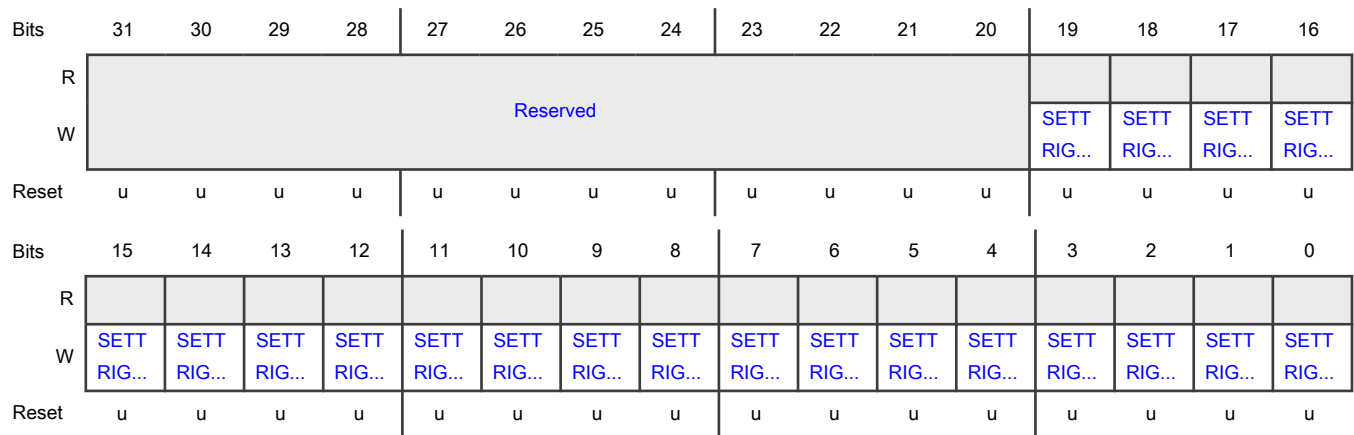 Bits 31 30 29 28 27 26 25 24 23 22 21 20 19 18 17 16
R
Reserved
W SETT SETT SETT SETT
RIG... RIG... RIG... RIG...
Reset u u u u u u u u u u u u u u u u
Bits 15 14 13 12 11 10 9 8 7 6 5 4 3 2 1 0
R
W SETT SETT SETT SETT SETT SETT SETT SETT SETT SETT SETT SETT SETT SETT SETT SETT
RIG... RIG... RIG... RIG... RIG... RIG... RIG... RIG... RIG... RIG... RIG... RIG... RIG... RIG... RIG... RIG...
Reset u u u u u u u u u u u u u u u u